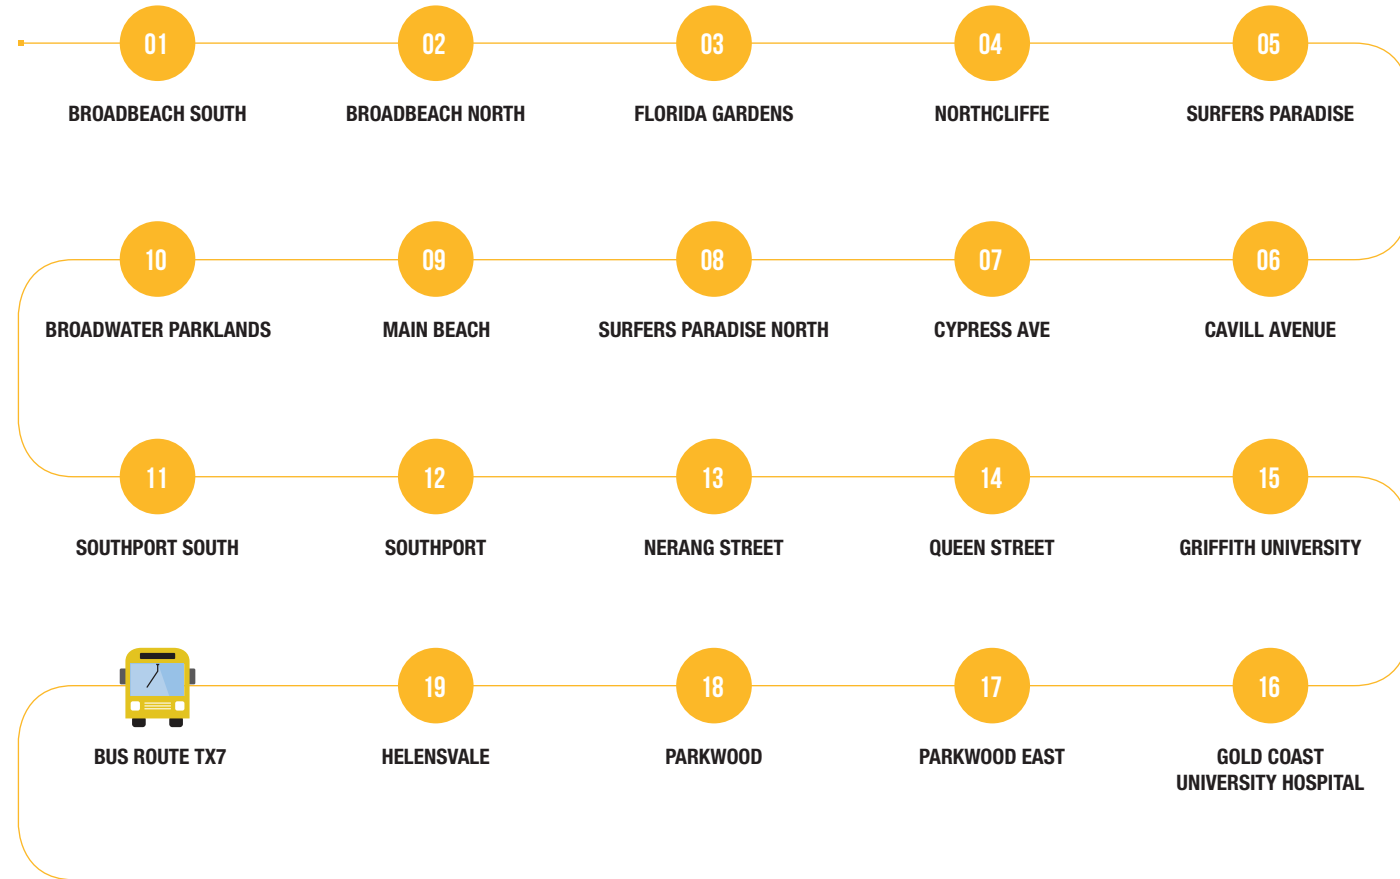 01
BROADBEACH SOUTH
02
BROADBEACH NORTH
03
FLORIDA GARDENS
04
NORTHCLIFFE
05
SURFERS PARADISE
06
CAVILL AVENUE
07
CYPRESS AVE
08
SURFERS PARADISE NORTH
09
MAIN BEACH
10
BROADWATER PARKLANDS
11
SOUTHPORT SOUTH
12
SOUTHPORT
13
NERANG STREET
14
QUEEN STREET
15
GRIFFITH UNIVERSITY
16
GOLD COAST
UNIVERSITY HOSPITAL
17
PARKWOOD EAST
18
PARKWOOD
19
HELENSVALE
BUS ROUTE TX7